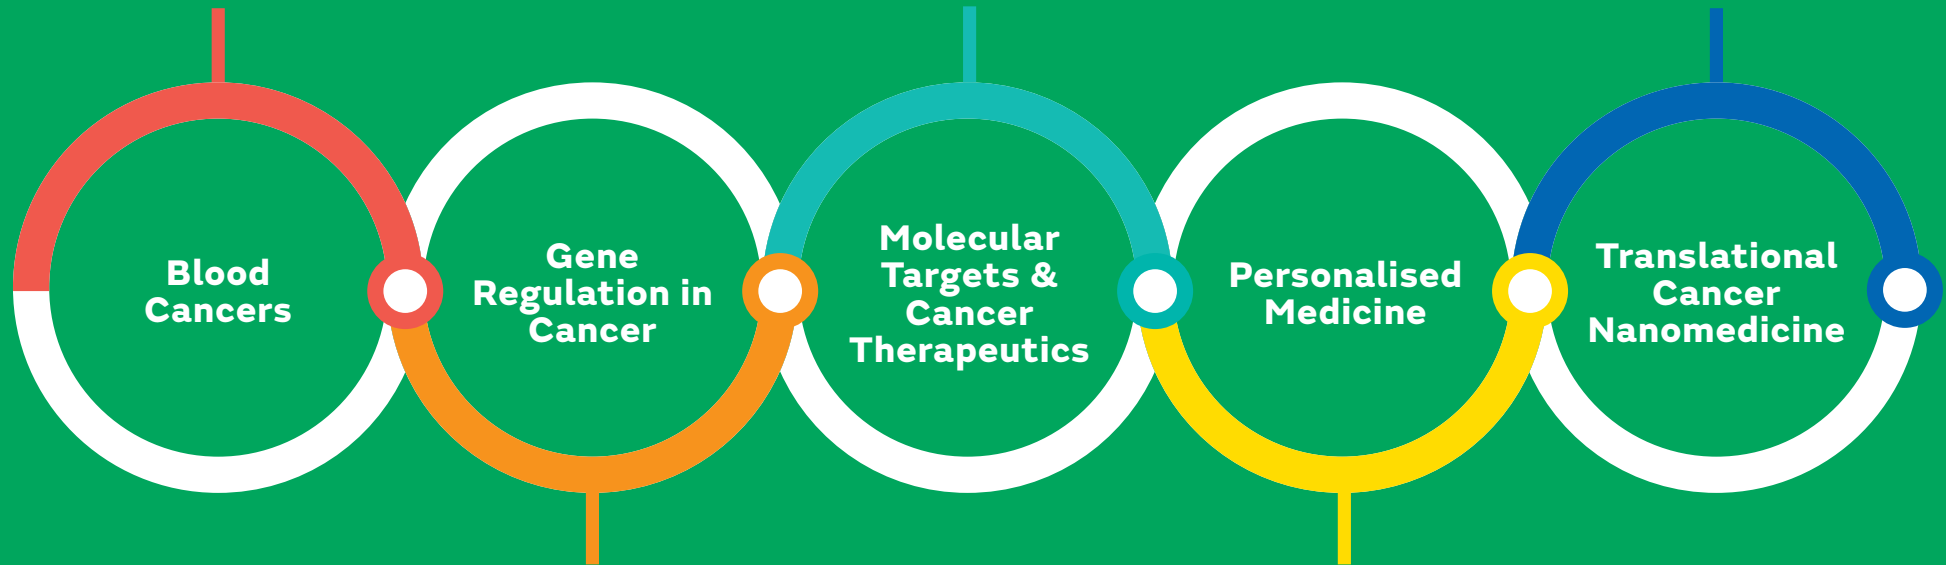 Blood
Cancers
Gene
Regulation in
Cancer
Molecular
Targets &
Cancer
Therapeutics
Personalised
Medicine
Translational
Cancer
Nanomedicine